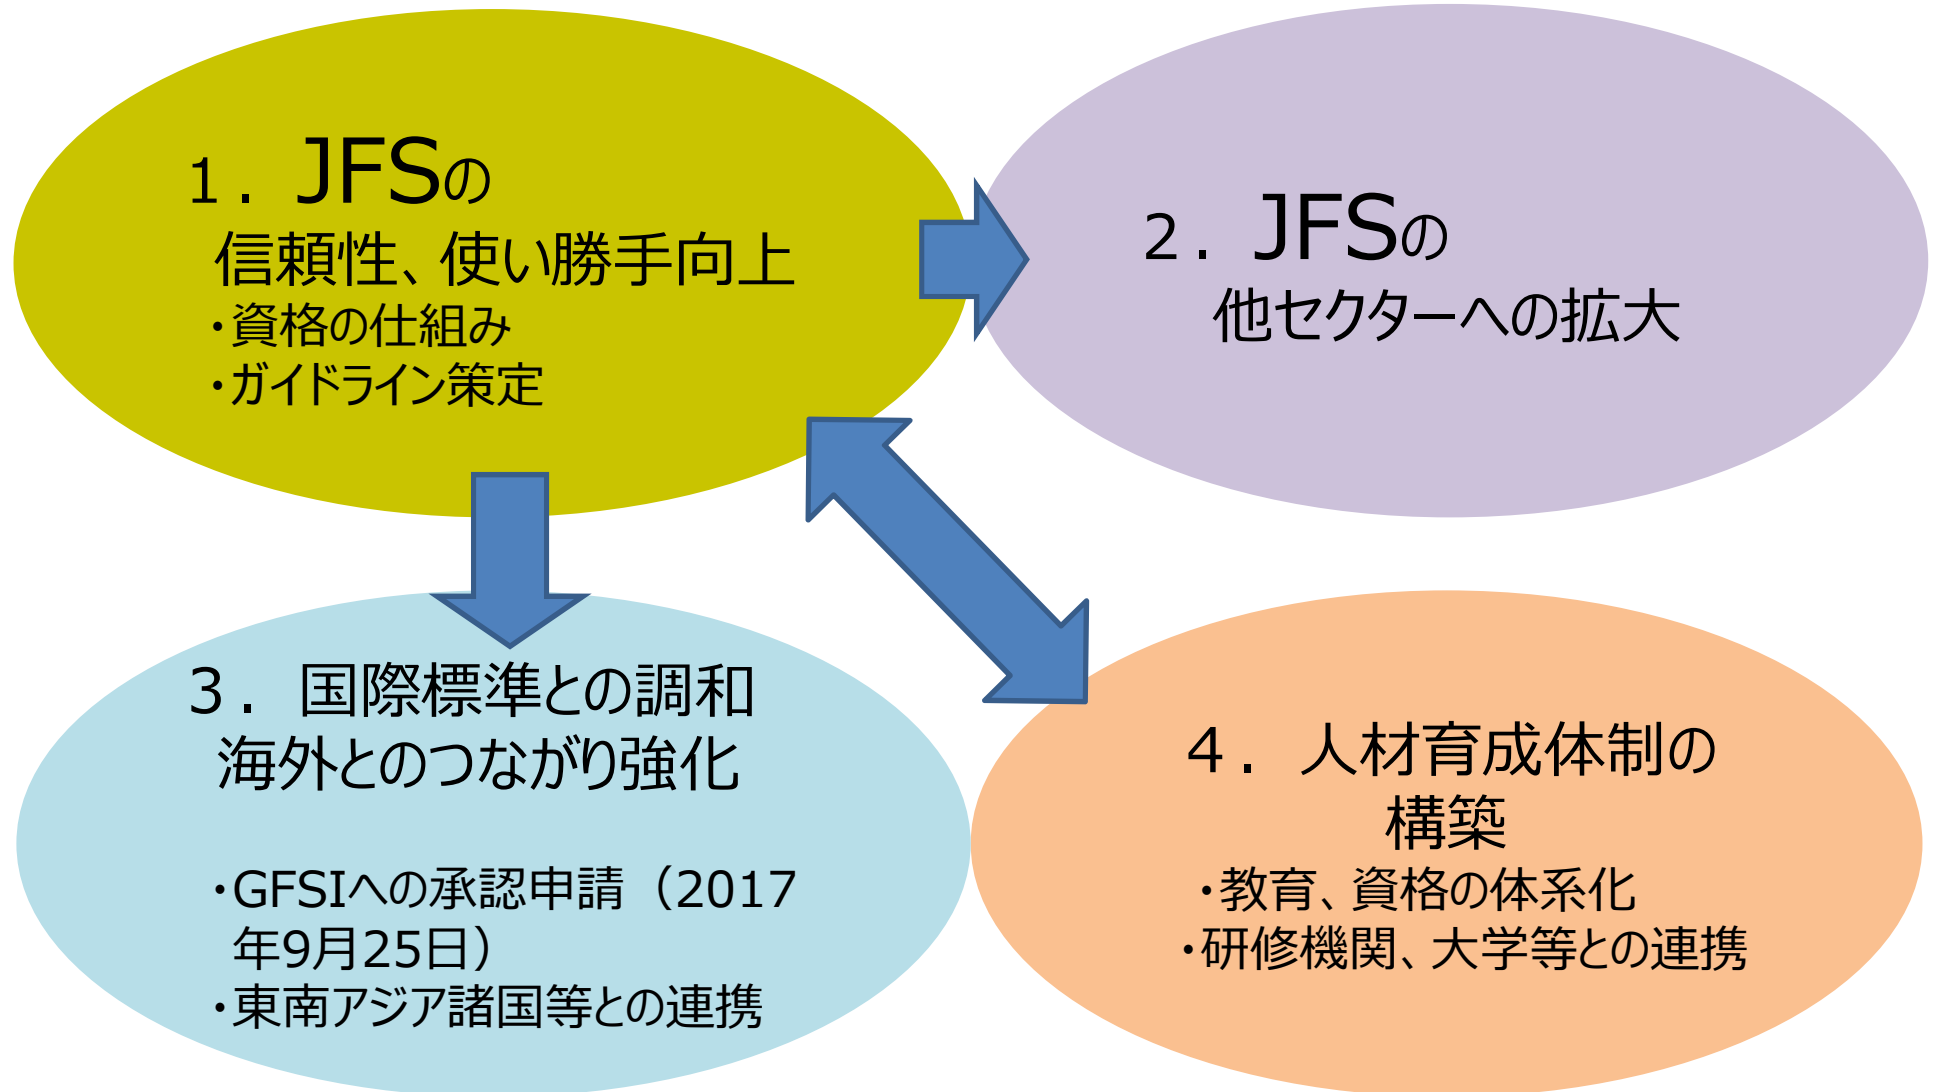 １．JFSの
信頼性、使い勝手向上
・資格の仕組み
・ガイドライン策定
２．JFSの
他セクターへの拡大
３．国際標準との調和
海外とのつながり強化
・GFSIへの承認申請（2017
年9月25日）
・東南アジア諸国等との連携
４．人材育成体制の
構築
・教育、資格の体系化
・研修機関、大学等との連携